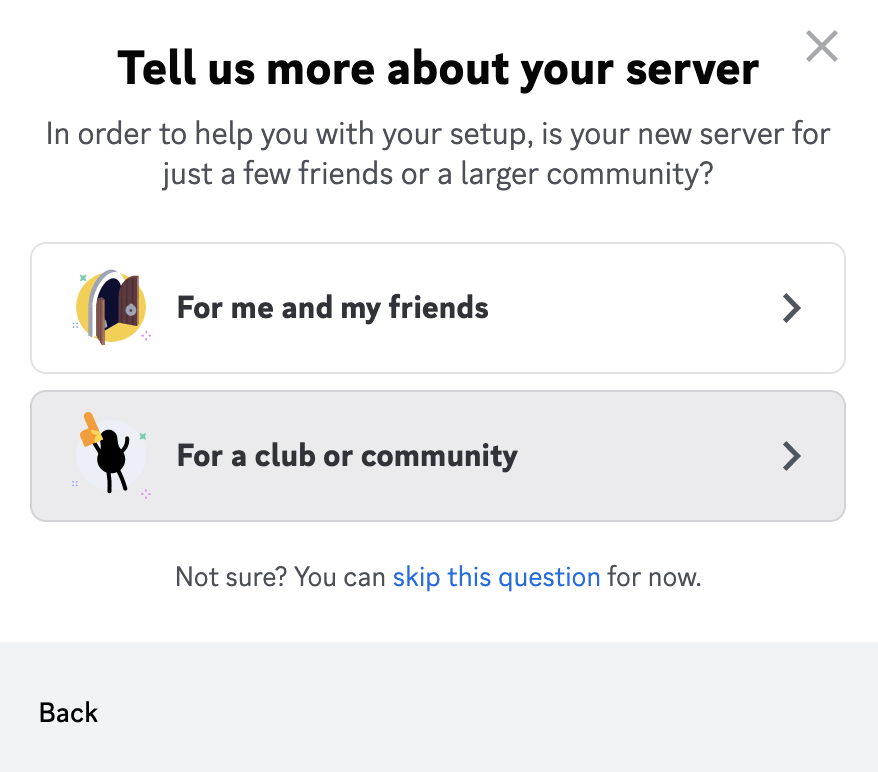 Tell us more about your server
In order to help you with your setup, is your new server for
just a few friends or a larger community?
For me and my friends
For a club or community
Not sure? You can skip this question for now.
Back